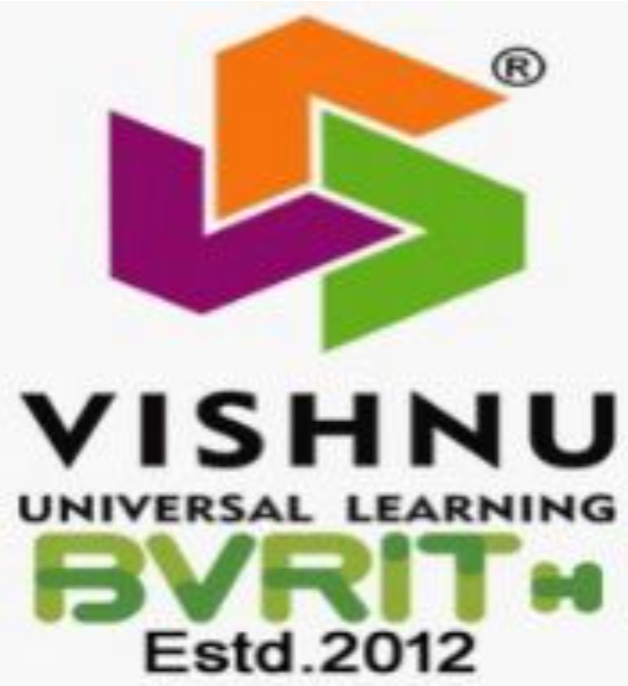 ®
VISHNU
UNIVERSAL LEARNING
BVRIT H
Estd.2012